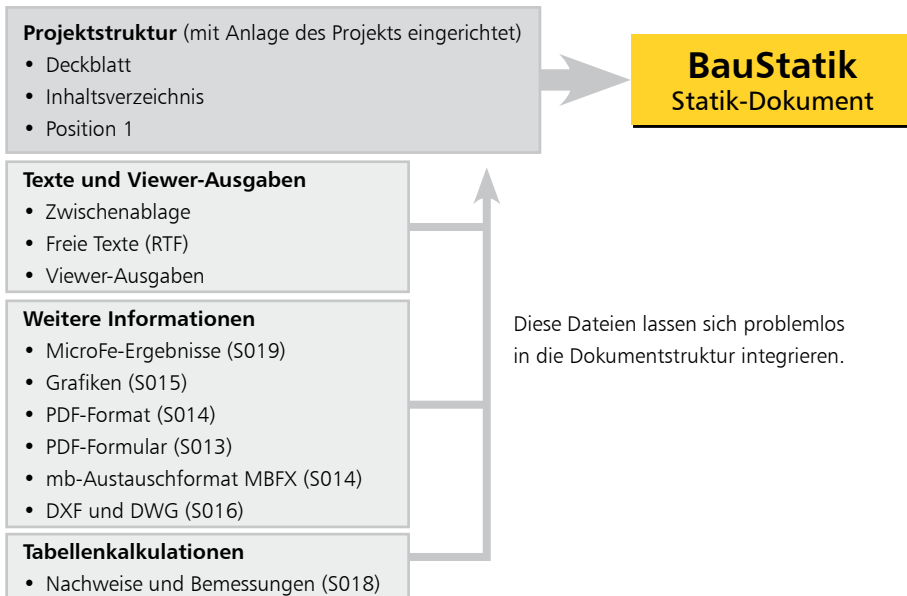 Projektstruktur (mit Anlage des Projekts eingerichtet)
• Deckblatt
• Inhaltsverzeichnis
• Position 1
BauStatik
Statik-Dokument
Texte und Viewer-Ausgaben
• Zwischenablage
• Freie Texte (RTF)
• Viewer-Ausgaben
Weitere Informationen
• MicroFe-Ergebnisse (S019)
• Grafiken (S015)
• PDF-Format (S014)
• PDF-Formular (S013)
• mb-Austauschformat MBFX (S014)
• DXF und DWG (S016)
Diese Dateien lassen sich problemlos
in die Dokumentstruktur integrieren.
Tabellenkalkulationen
• Nachweise und Bemessungen (S018)